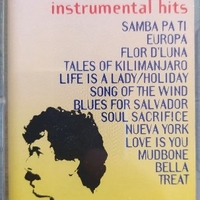 instrumental hits
SAMBA PA TI
EUROPA
FLOR D'LUNA
TALES OF KILIMANJARO
LIFE IS A LADY/HOLIDAY
SONG OF THE WIND
BLUES FOR SALVADOR
SOUL SACRIFICE
NUEVA YORK
LOVE IS YOU
MUDBONE
BELLA
TREAT